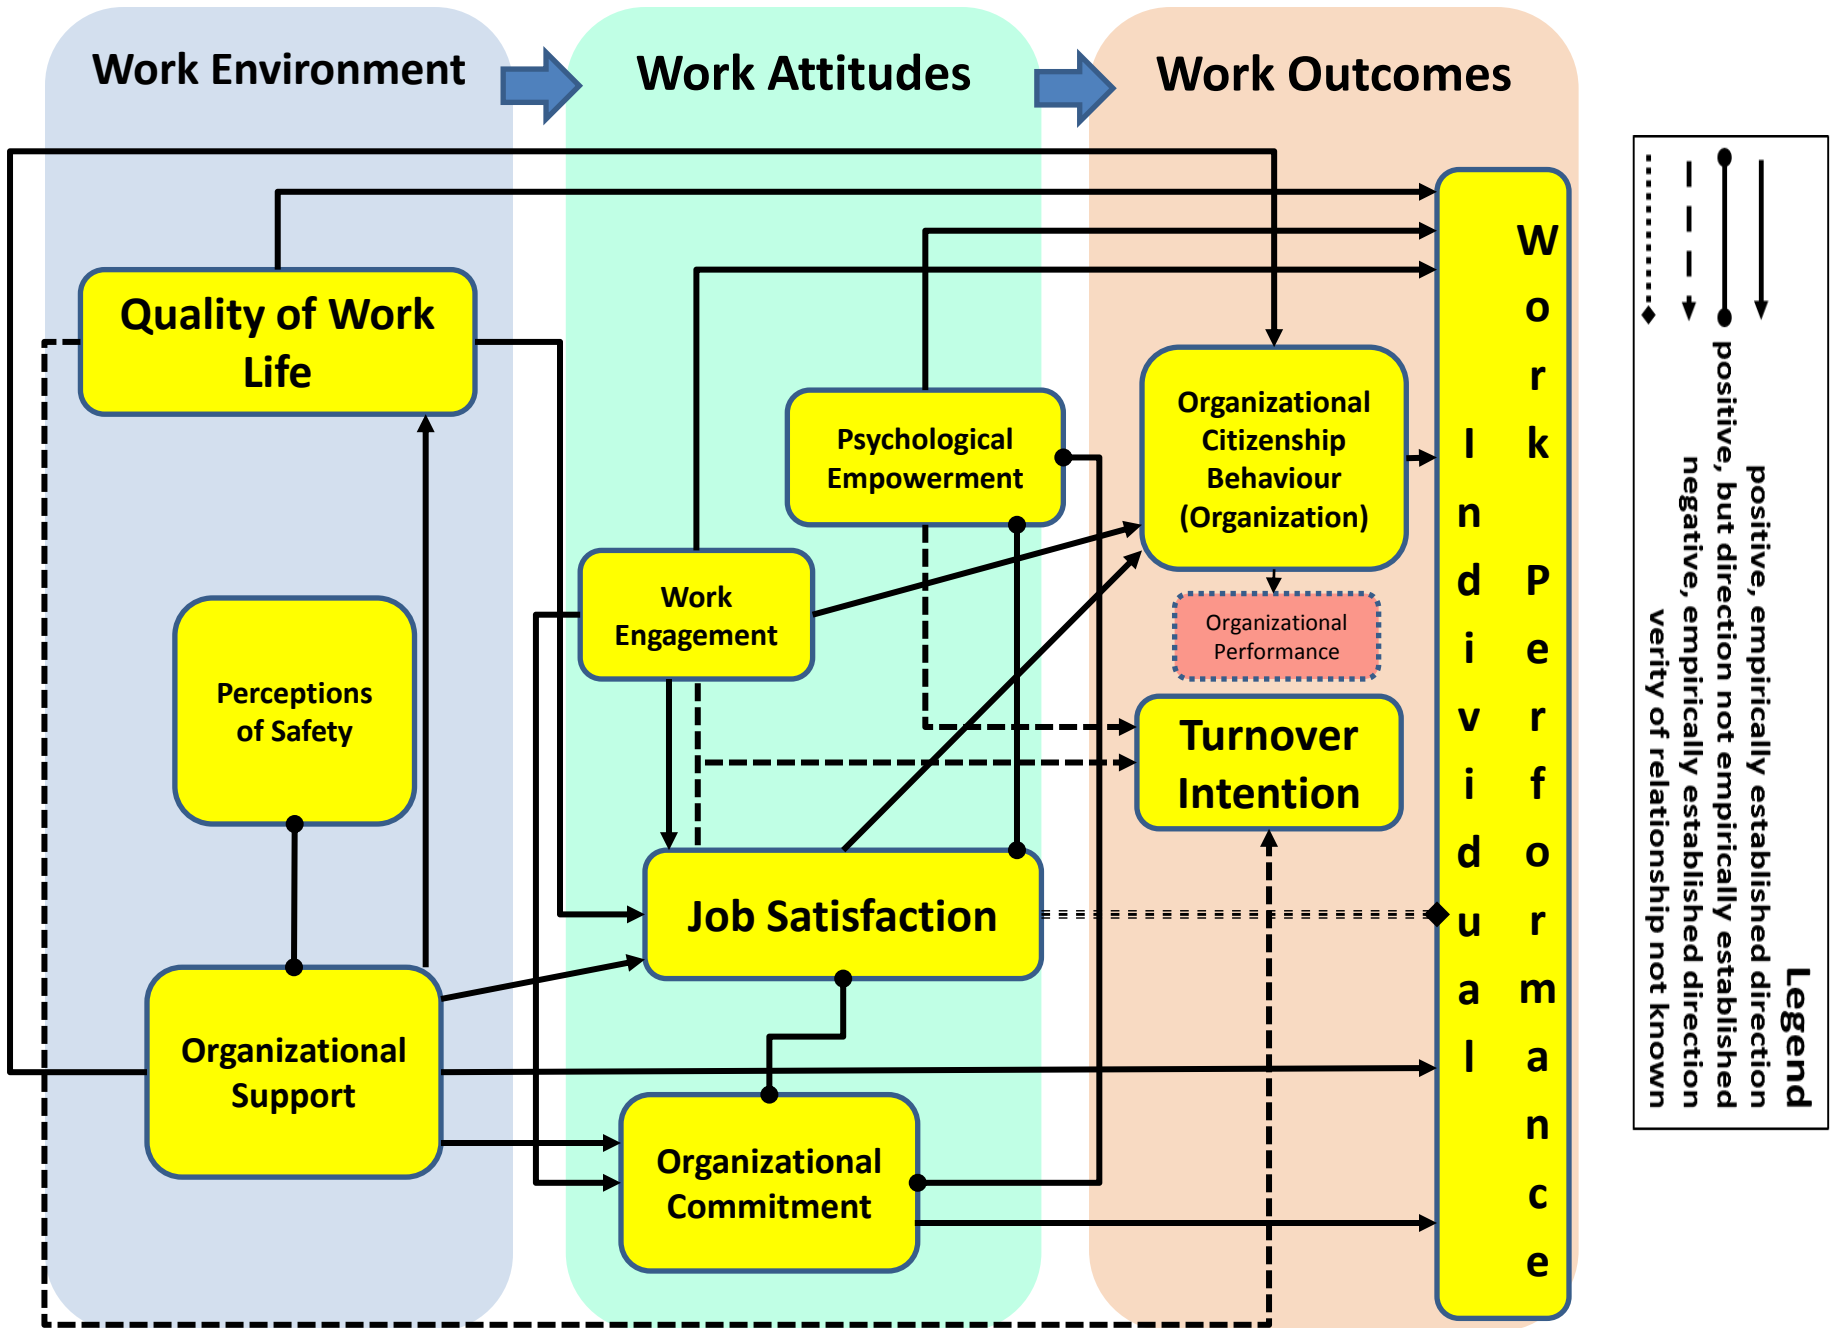 Work Environment
Work Attitudes
Work Outcomes
Quality of Work
Life
Perceptions
of Safety
Organizational
Support
Psychological
Empowerment
Work
Engagement
Job Satisfaction
Organizational
Commitment
Organizational
Citizenship
Behaviour
(Organization)
Organizational
Performance
Turnover
Intention
Individual
Work Performance
Legend
positive, empirically established direction
positive, but direction not empirically established
negative, empirically established direction
verity of relationship not known